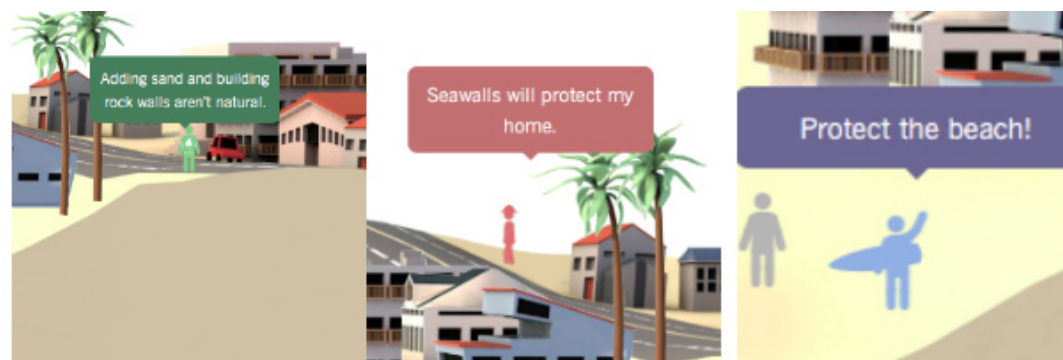 Adding sand and building
rock walls aren't natural.
Seawalls will protect my
home.
Protect the beach!